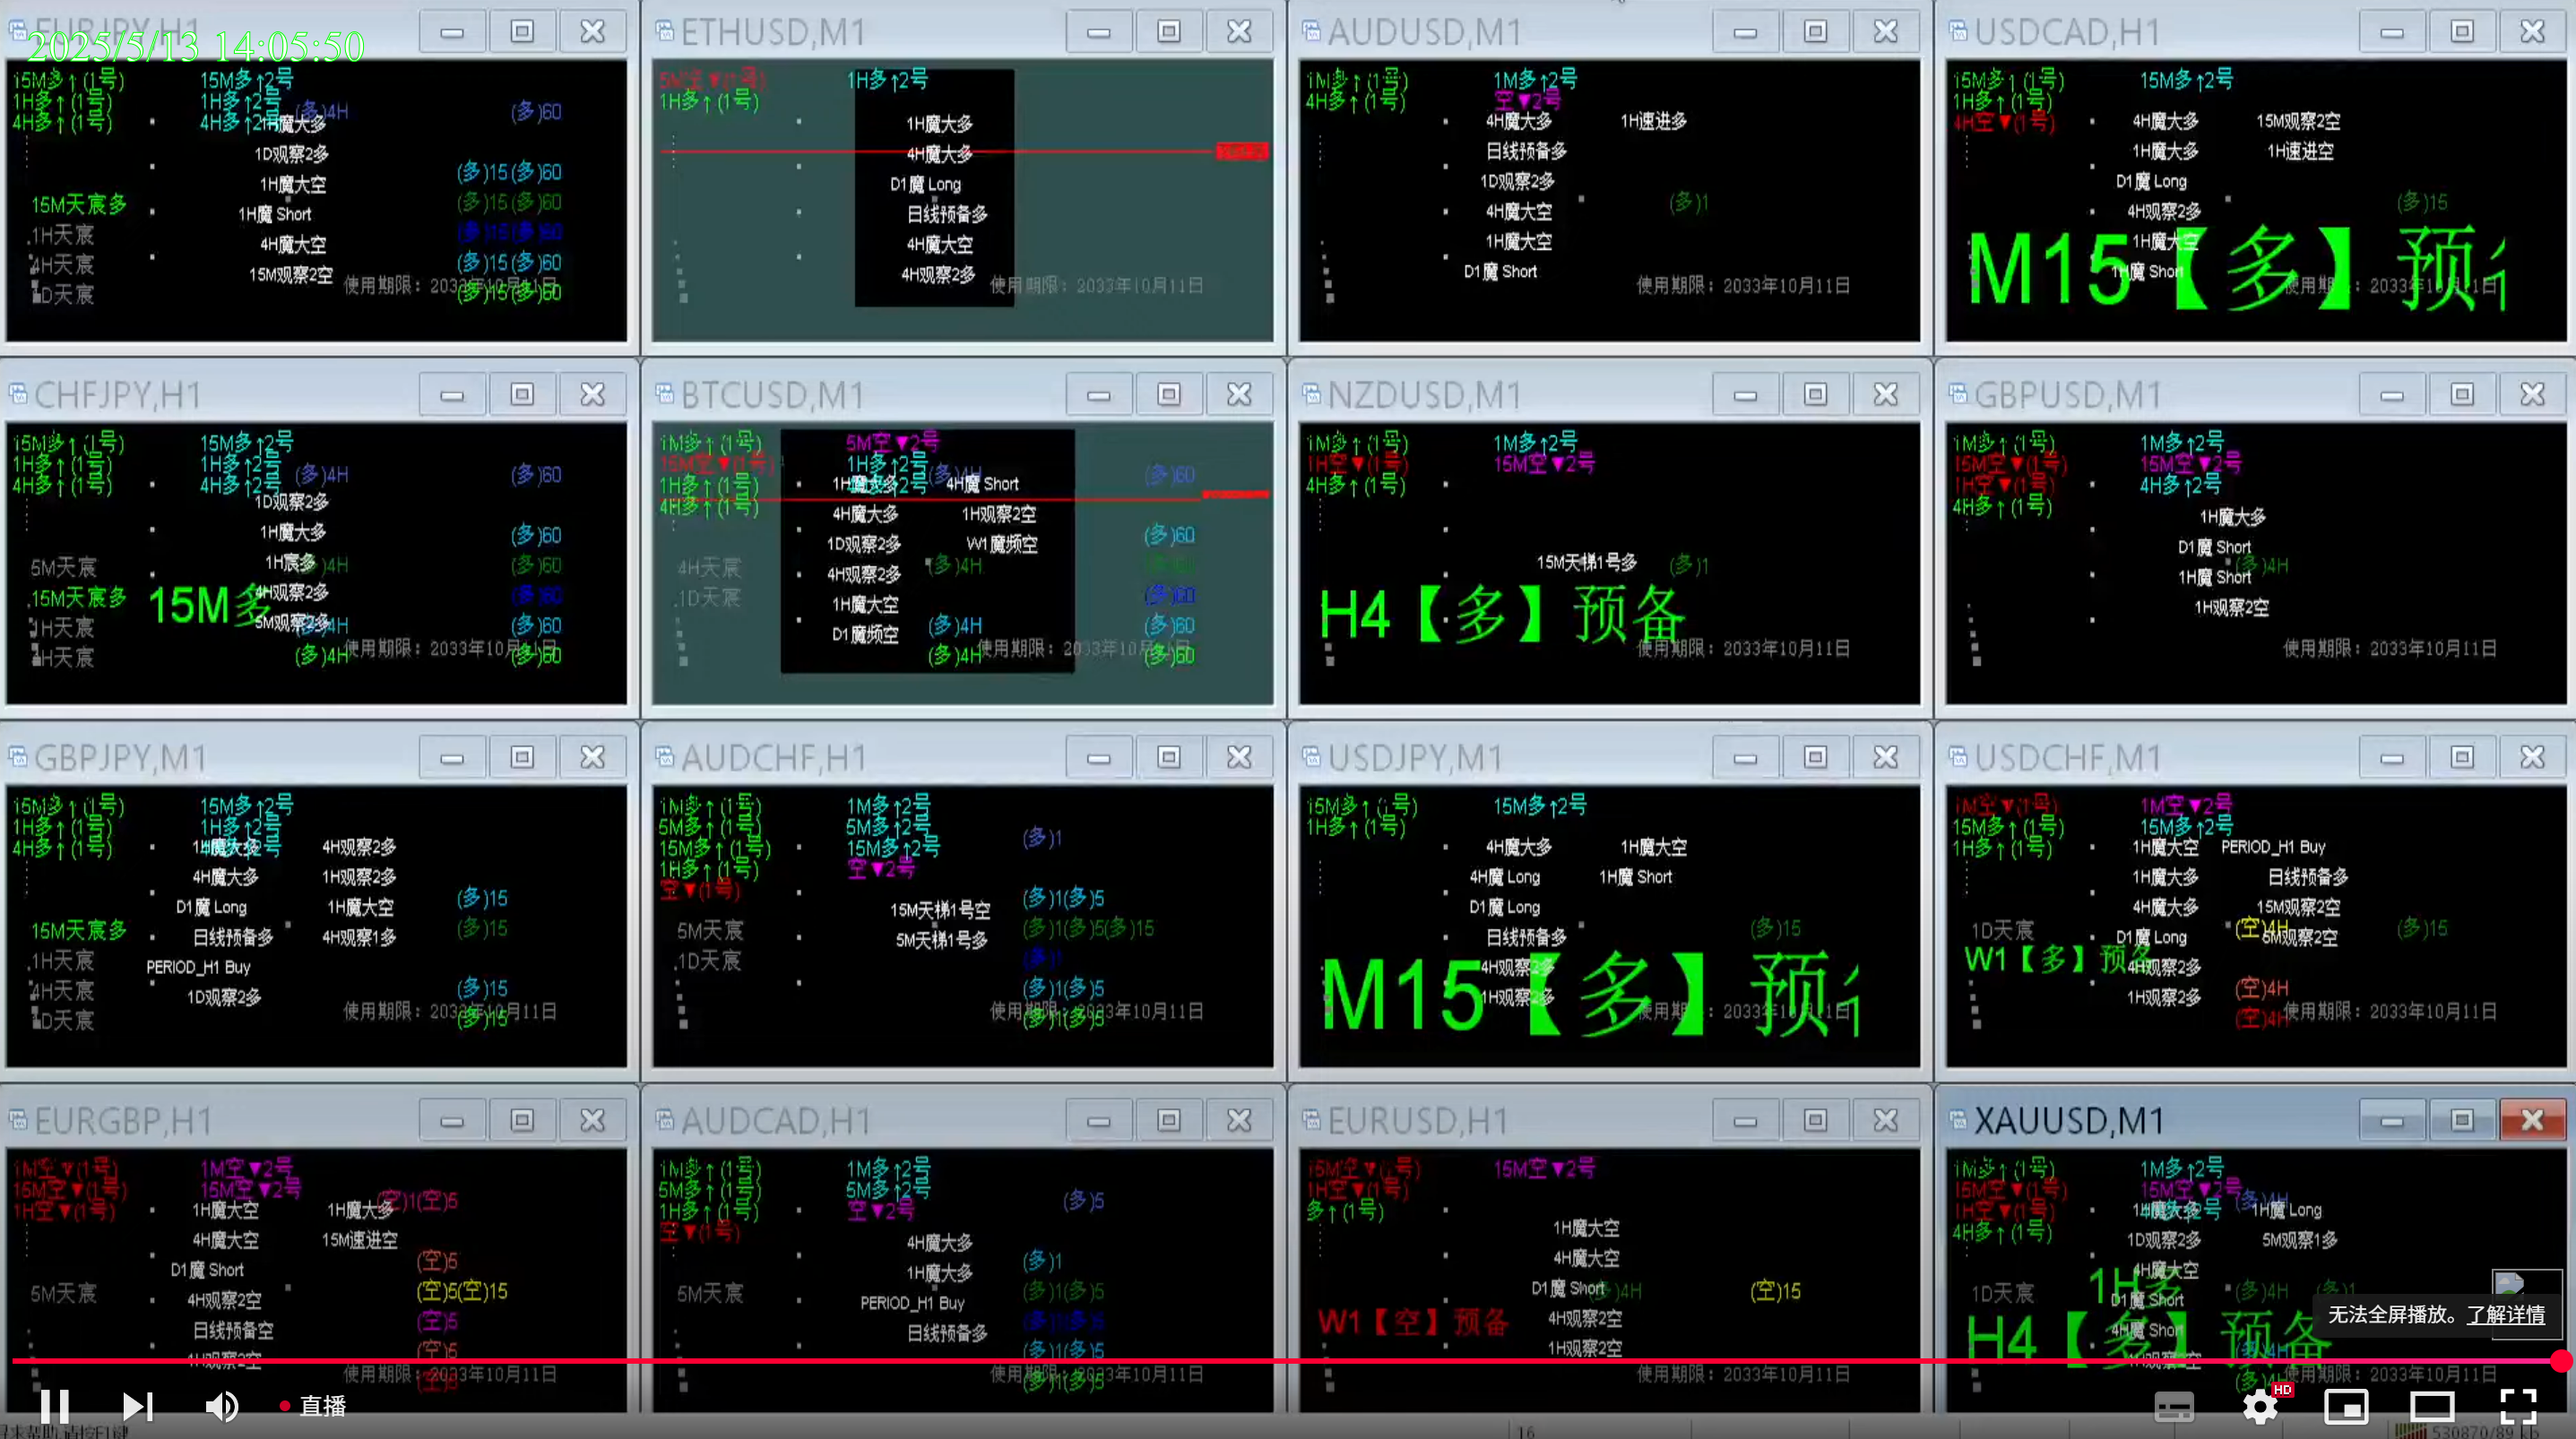 EURJPY,H1
2025/5/13 14:05:50
15M多↑(1号) 15M多↑2号
1H多↑(1号) 1H多↑2号 (多)4H (多)60
4H多↑(1号) 4H多↑2号 1H魔大多
1D观察2多
(多)15(多)60
1H魔大空
15M天宸多 (多)15(多)60
1H魔 Short
1H天宸 (多)15(多)60
4H魔大空
4H天宸 (多)15(多)60
15M观察2空
使用期限：2033年10月11日
1D天宸 (多)15(多)60
ETHUSD,M1
5M空▼(1号) 1H多↑2号
1H多↑(1号)
1H魔大多
4H魔大多
D1魔 Long
日线预备多
4H魔大空
4H观察2多
使用期限：2033年10月11日
AUDUSD,M1
1M多↑(1号) 1M多↑2号
4H多↑(1号) 空▼2号
4H魔大多 1H速进多
日线预备多
1D观察2多
4H魔大空 (多)1
1H魔大空
D1魔 Short
使用期限：2033年10月11日
USDCAD,H1
15M多↑(1号) 15M多↑2号
1H多↑(1号)
4H空▼(1号) 4H魔大多 15M观察2空
1H魔大多 1H速进空
D1魔 Long
4H观察2多 (多)15
1H魔大空
M15【多】预
1H魔 Short
使用期限：2033年10月11日
CHFJPY,H1
15M多↑(1号) 15M多↑2号
1H多↑(1号) 1H多↑2号 (多)4H (多)60
4H多↑(1号) 4H多↑2号
1D观察2多
1H魔大多 (多)60
5M天宸 1H宸多 (多)4H (多)60
15M天宸多 15M多 4H观察2多 (多)60
1H天宸 5M观察2多 (多)4H (多)60
使用期限：2033年10月11日
4H天宸 (多)4H (多)60
BTCUSD,M1
1M多↑(1号) 5M空▼2号
15M空▼(1号) 1H多↑2号 (多)4H (多)60
1H多↑(1号) 1H魔大多 4H多↑2号 4H魔 Short
4H多↑(1号) 4H魔大多 1H观察2空
1D观察2多 W1魔频空 (多)60
4H天宸 4H观察2多 (多)4H
1D天宸 1H魔大空 (多)60
D1魔频空 (多)4H (多)60
使用期限：2033年10月11日
(多)4H (多)60
NZDUSD,M1
1M多↑(1号) 1M多↑2号
1H空▼(1号) 15M空▼2号
4H多↑(1号)
15M天梯1号多 (多)1
H4【多】预备
使用期限：2033年10月11日
GBPUSD,M1
1M多↑(1号) 1M多↑2号
15M空▼(1号) 15M空▼2号
1H空▼(1号) 4H多↑2号
4H多↑(1号) 1H魔大多
D1魔 Short
1H魔 Short (多)4H
1H观察2空
使用期限：2033年10月11日
GBPJPY,M1
15M多↑(1号) 15M多↑2号
1H多↑(1号) 1H多↑2号
4H多↑(1号) 1H魔大多 4H多↑2号 4H观察2多
4H魔大多 1H观察2多
D1魔 Long 1H魔大空 (多)15
15M天宸多 日线预备多 4H观察1多 (多)15
1H天宸 PERIOD_H1 Buy
4H天宸 1D观察2多 (多)15
使用期限：2033年10月11日
1D天宸 (多)15
AUDCHF,H1
1M多↑(1号) 1M多↑2号
5M多↑(1号) 5M多↑2号 (多)1
15M多↑(1号) 15M多↑2号
1H多↑(1号) 空▼2号
空▼(1号)
15M天梯1号空 (多)1(多)5
5M天宸 5M天梯1号多 (多)1(多)5(多)15
1D天宸 (多)1
(多)1(多)5
使用期限：2033年10月11日
(多)1(多)5
USDJPY,M1
15M多↑(1号) 15M多↑2号
1H多↑(1号)
4H魔大多 1H魔大空
4H魔 Long 1H魔 Short
D1魔 Long
日线预备多 (多)15
4H观察2多
M15【多】预
1H观察2多
使用期限：2033年10月11日
USDCHF,M1
1M空▼(1号) 1M空▼2号
15M多↑(1号) 15M多↑2号
1H多↑(1号) 1H魔大空 PERIOD_H1 Buy
1H魔大多 日线预备多
4H魔大多 15M观察2空
1D天宸 D1魔 Long (空)4H 5M观察2空 (多)15
W1【多】预备 4H观察2多
1H观察2多 (空)4H
使用期限：2033年10月11日
(空)4H
EURGBP,H1
1M空▼(1号) 1M空▼2号
15M空▼(1号) 15M空▼2号 (空)1(空)5
1H空▼(1号) 1H魔大空 1H魔大多
4H魔大空 15M速进空
D1魔 Short (空)5
5M天宸 4H观察2空 (空)5(空)15
日线预备空 (空)5
1H观察2空 (空)5
使用期限：2033年10月11日
AUDCAD,H1
1M多↑(1号) 1M多↑2号
5M多↑(1号) 5M多↑2号 (多)5
1H多↑(1号) 空▼2号
空▼(1号) 4H魔大多
1H魔大多 (多)1
5M天宸 PERIOD_H1 Buy (多)1(多)5
日线预备多 (多)1(多)5
(多)1(多)5
使用期限：2033年10月11日
(多)1(多)5
EURUSD,H1
15M空▼(1号) 15M空▼2号
1H空▼(1号)
多↑(1号)
1H魔大空
4H魔大空
D1魔 Short (多)4H (空)15
W1【空】预备 4H观察2空
1H观察2空
使用期限：2033年10月11日
XAUUSD,M1
1M多↑(1号) 1M多↑2号
15M空▼(1号) 15M空▼2号 (多)4H
1H空▼(1号) 1H魔大多 4H多↑2号 1H魔 Long
4H多↑(1号) 1D观察2多 5M观察1多
4H魔大空
1D天宸 1H多 D1魔 Short (多)4H (多)1
H4【多】预备 4H魔 Short
1H观察2空 (多)4H
使用期限：2033年10月11日
无法全屏播放。了解详情
直播
HD
16
530870/89 kb